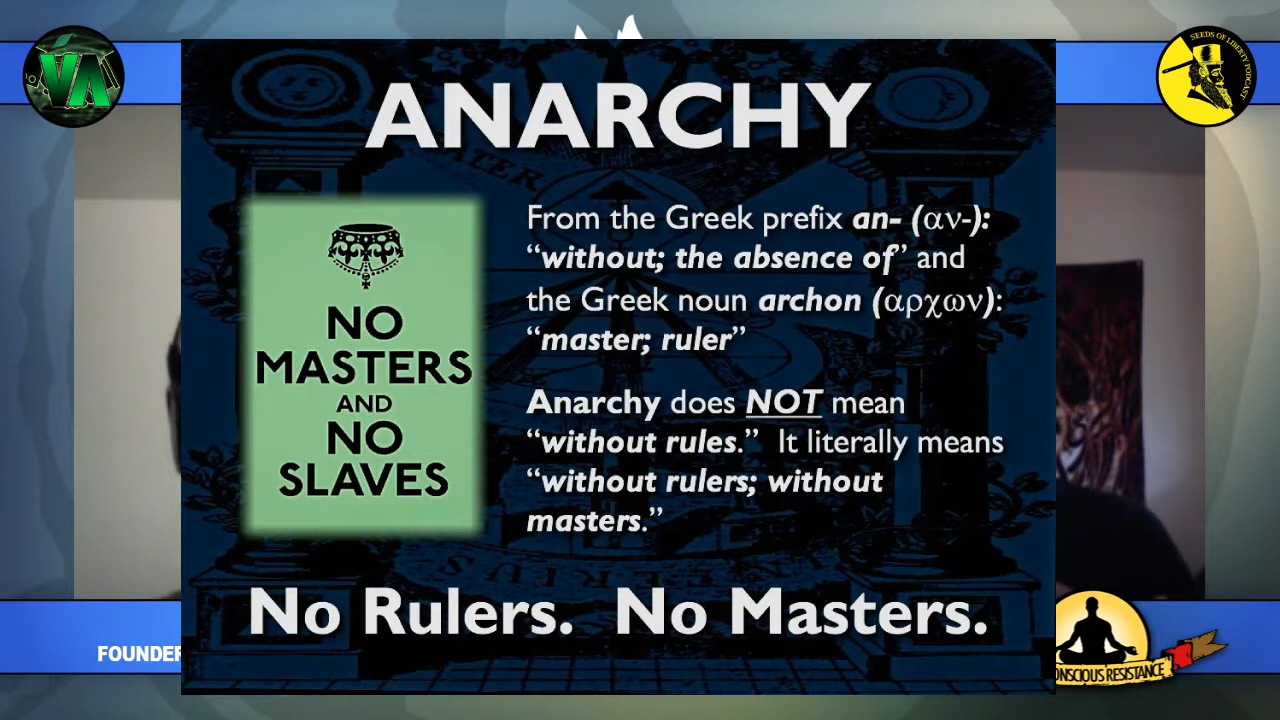 VA
SEEDS OF LIBERTY PODCAST
ANARCHY
From the Greek prefix an- (αν-):
“without; the absence of” and
the Greek noun archon (αρχων):
“master; ruler”
NO
MASTERS
AND
NO
SLAVES
Anarchy does NOT mean
“without rules.” It literally means
“without rulers; without
masters.”
No Rulers. No Masters.
FOUNDER
ONSCIOUS RESISTANCE